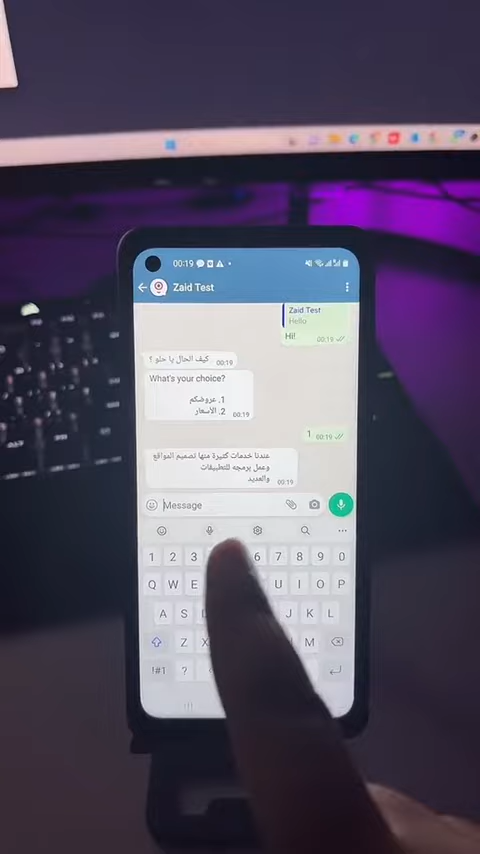 00:19
Zaid Test
Zaid Test
Hello
Hi!
00:19
كيف الحال يا حلو ؟
00:19
What's your choice?
1. عروضكم
2. الأسعار
00:19
1
00:19
عندنا خدمات كثيرة منها تصميم المواقع
وعمل برمجه للتطبيقات
والعديد
00:19
Message
1 2 3 6 7 8 9 0
Q W E U I O P
A S J K L
Z X M
!#1 ?